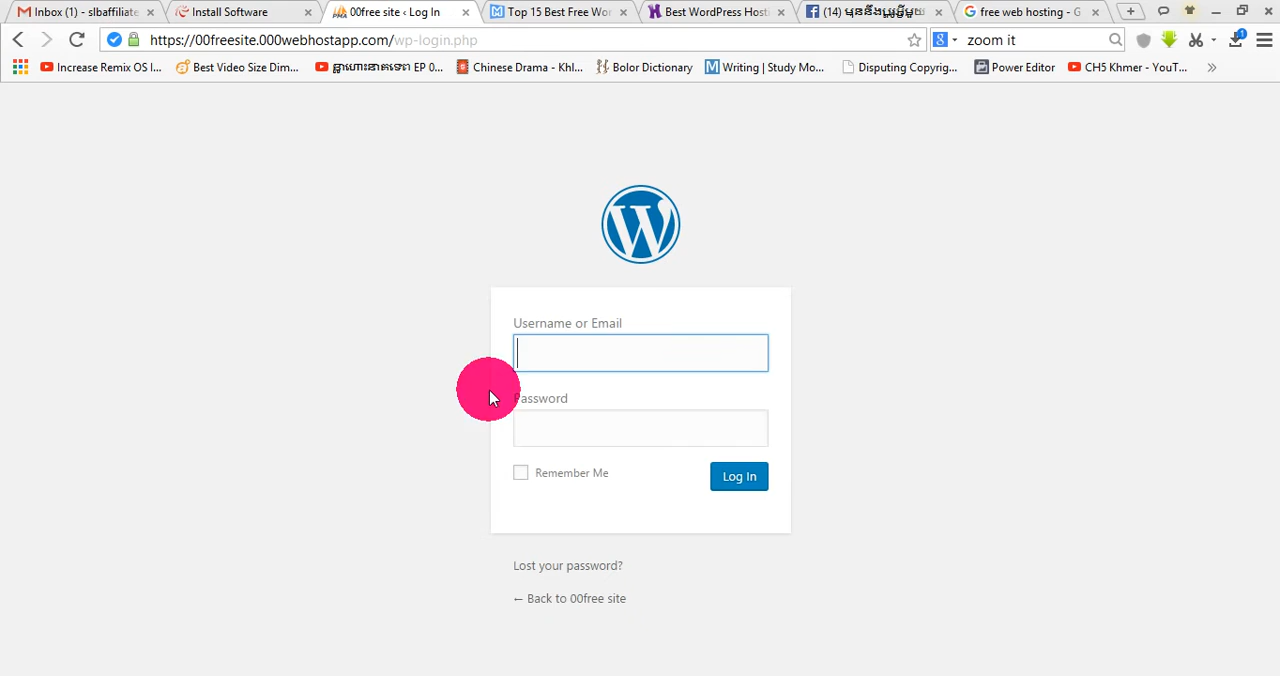 Inbox (1) - slbaffiliate
Install Software
00free site ‹ Log In
Top 15 Best Free Wor
Best WordPress Hosti
free web hosting - G
https://00freesite.000webhostapp.com/wp-login.php
zoom it
1
Increase Remix OS I...
Best Video Size Dim...
Chinese Drama - Khl...
Bolor Dictionary
Writing | Study Mo...
Disputing Copyrig...
Power Editor
CH5 Khmer - YouT...
»
Username or Email
Password
Remember Me
Log In
Lost your password?
← Back to 00free site